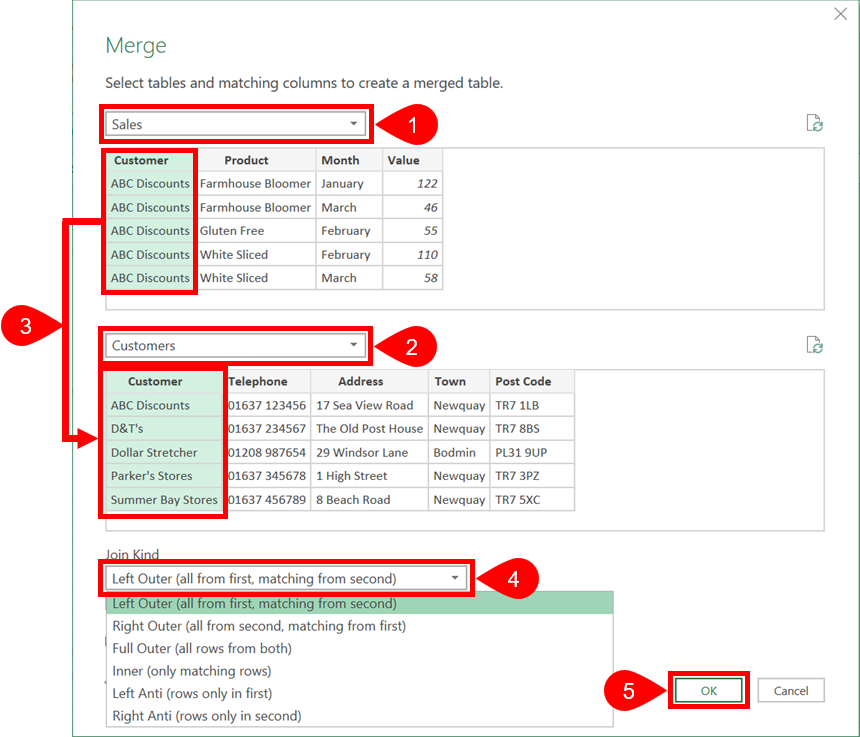 Merge
Select tables and matching columns to create a merged table.
Sales
1
Customer Product Month Value
ABC Discounts Farmhouse Bloomer January 122
ABC Discounts Farmhouse Bloomer March 46
ABC Discounts Gluten Free February 55
ABC Discounts White Sliced February 110
ABC Discounts White Sliced March 58
3
Customers
2
Customer Telephone Address Town Post Code
ABC Discounts 01637 123456 17 Sea View Road Newquay TR7 1LB
D&T's 01637 234567 The Old Post House Newquay TR7 8BS
Dollar Stretcher 01208 987654 29 Windsor Lane Bodmin PL31 9UP
Parker's Stores 01637 345678 1 High Street Newquay TR7 3PZ
Summer Bay Stores 01637 456789 8 Beach Road Newquay TR7 5XC
Join Kind
Left Outer (all from first, matching from second)
4
Left Outer (all from first, matching from second)
Right Outer (all from second, matching from first)
Full Outer (all rows from both)
Inner (only matching rows)
Left Anti (rows only in first)
Right Anti (rows only in second)
5
OK
Cancel